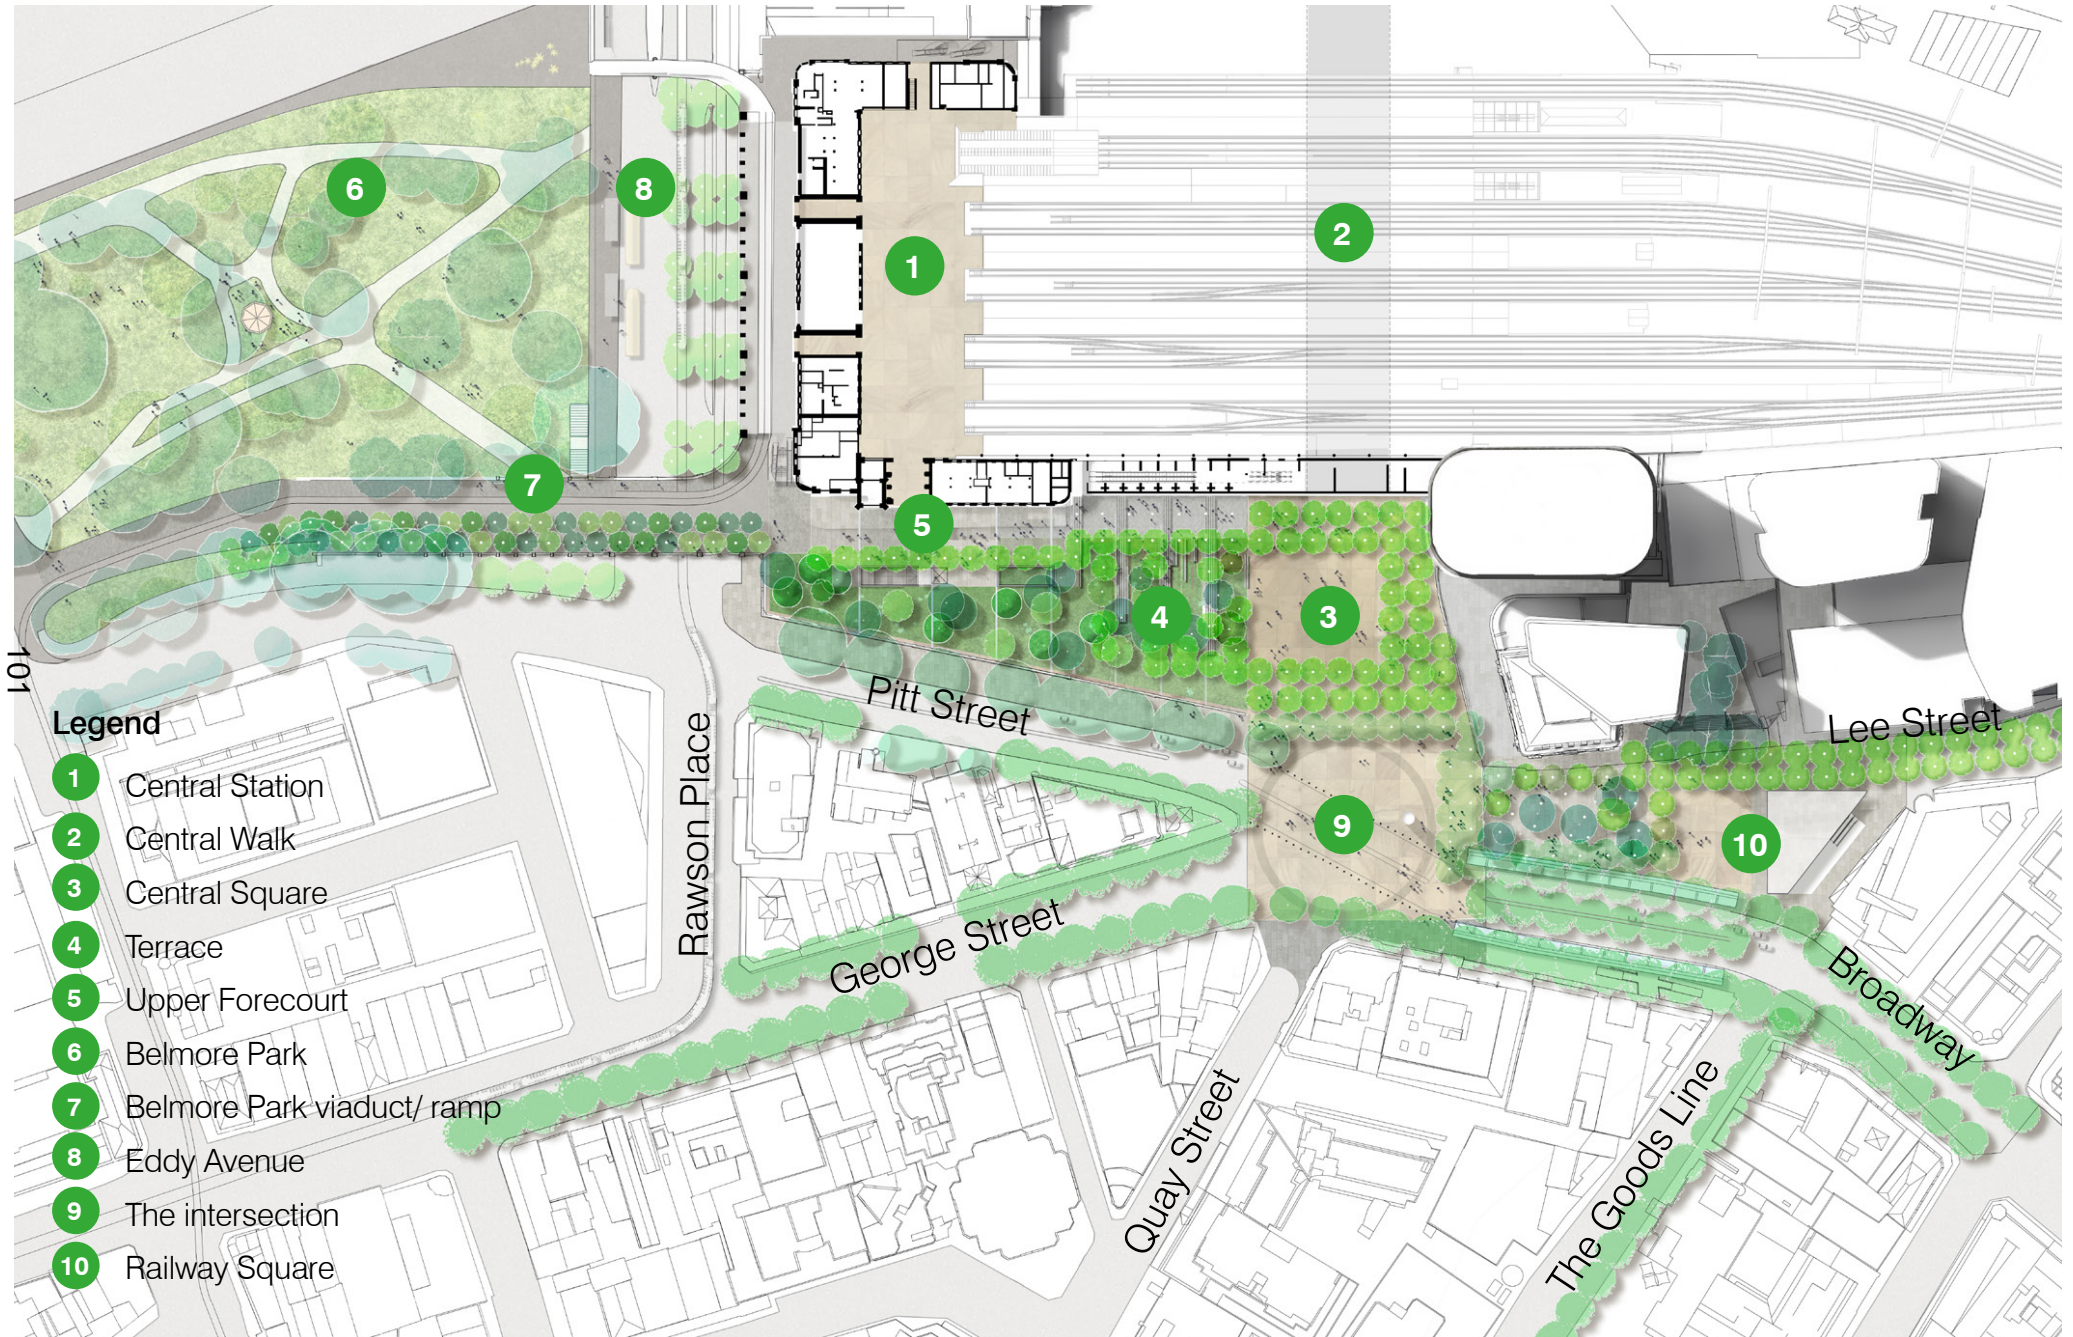 6
8
1
2
7
5
4
3
9
10
101
Pitt Street
Lee Street
Rawson Place
George Street
Broadway
Quay Street
The Goods Line
Legend
1 Central Station
2 Central Walk
3 Central Square
4 Terrace
5 Upper Forecourt
6 Belmore Park
7 Belmore Park viaduct/ ramp
8 Eddy Avenue
9 The intersection
10 Railway Square